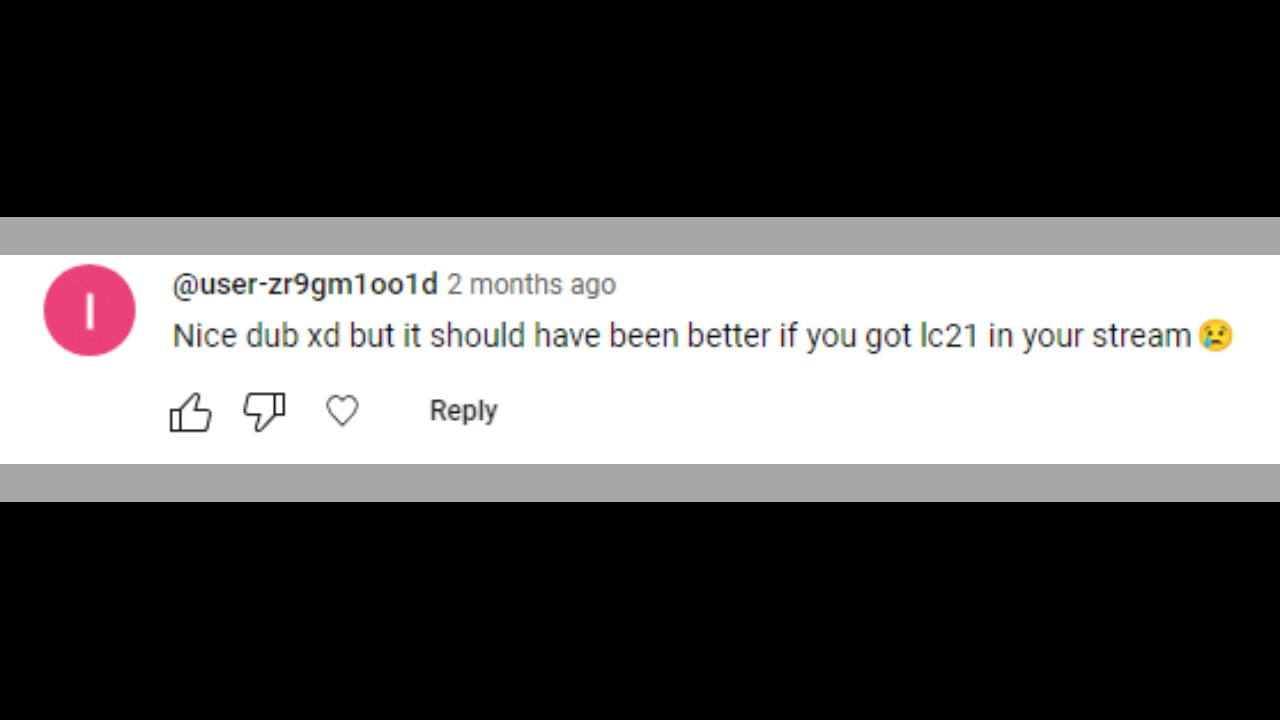 I
@user-zr9gm1oo1d 2 months ago
Nice dub xd but it should have been better if you got lc21 in your stream 😢
Reply